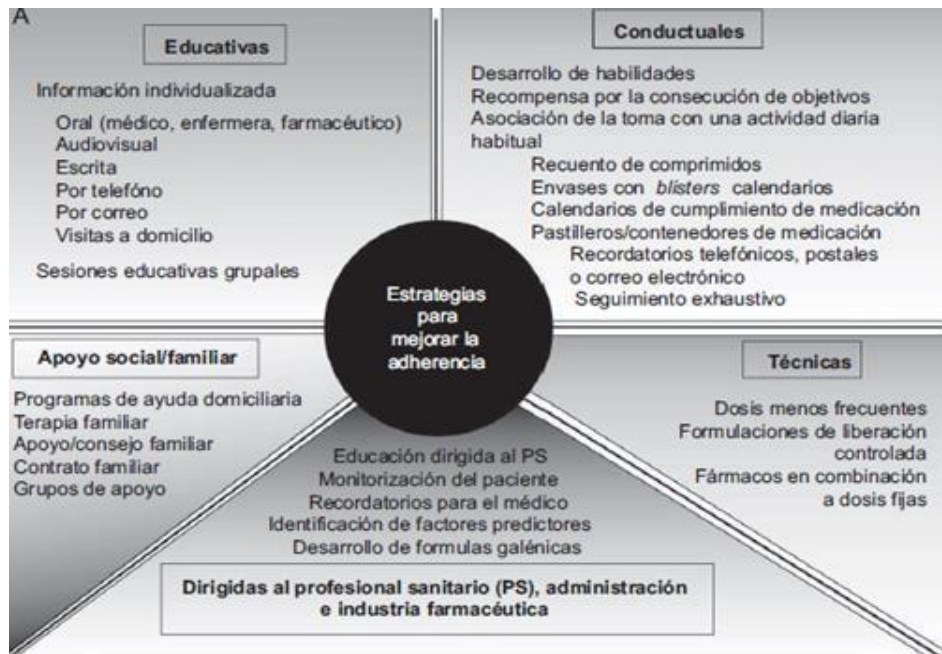 A
Educativas
Información individualizada
Oral (médico, enfermera, farmacéutico)
Audiovisual
Escrita
Por telefóno
Por correo
Visitas a domicilio
Sesiones educativas grupales
Conductuales
Desarrollo de habilidades
Recompensa por la consecución de objetivos
Asociación de la toma con una actividad diaria
habitual
Recuento de comprimidos
Envases con blisters calendarios
Calendarios de cumplimiento de medicación
Pastilleros/contenedores de medicación
Recordatorios telefónicos, postales
o correo electrónico
Seguimiento exhaustivo
Estrategias
para
mejorar la
adherencia
Apoyo social/familiar
Programas de ayuda domiciliaria
Terapia familiar
Apoyo/consejo familiar
Contrato familiar
Grupos de apoyo
Educación dirigida al PS
Monitorización del paciente
Recordatorios para el médico
Identificación de factores predictores
Desarrollo de formulas galénicas
Dirigidas al profesional sanitario (PS), administración
e industria farmacéutica
Técnicas
Dosis menos frecuentes
Formulaciones de liberación
controlada
Fármacos en combinación
a dosis fijas